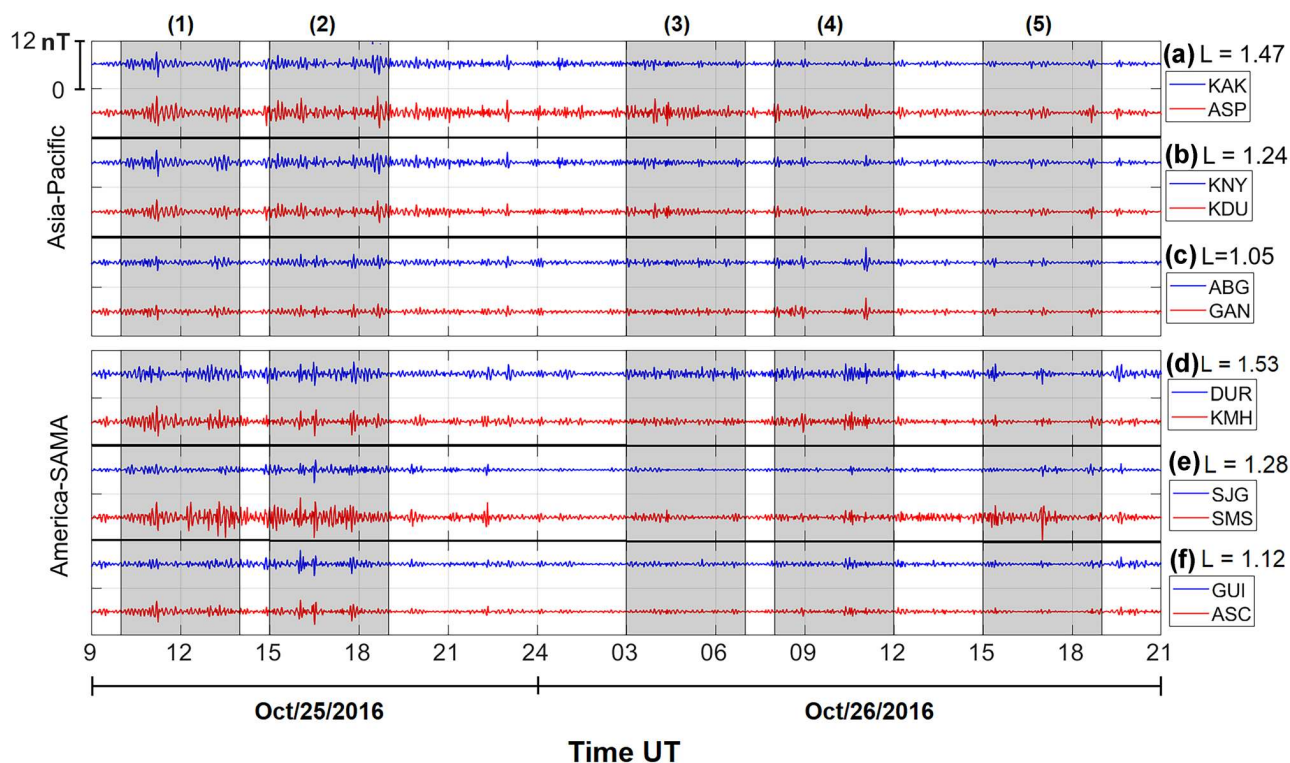 (1) (2) (3) (4) (5)
12 nT
0
(a) L = 1.47
KAK
ASP
(b) L = 1.24
KNY
KDU
(c) L=1.05
ABG
GAN
Asia-Pacific
(d) L = 1.53
DUR
KMH
(e) L = 1.28
SJG
SMS
(f) L = 1.12
GUI
ASC
America-SAMA
9 12 15 18 21 24 03 06 09 12 15 18 21
Oct/25/2016 Oct/26/2016
Time UT